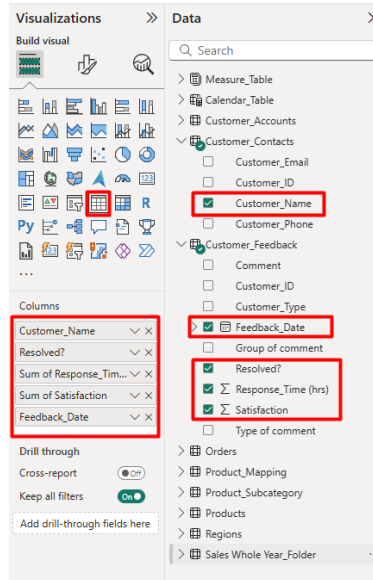 Visualizations
Data
Build visual
Search
Measure_Table
Calendar_Table
Customer_Accounts
Customer_Contacts
Customer_Email
Customer_ID
Customer_Name
Customer_Phone
Customer_Feedback
Comment
Customer_ID
Customer_Type
Feedback_Date
Group of comment
Resolved?
Response_Time (hrs)
Satisfaction
Type of comment
Orders
Product_Mapping
Product_Subcategory
Products
Regions
Sales Whole Year_Folder
123
R
Py
...
Columns
Customer_Name
Resolved?
Sum of Response_Tim...
Sum of Satisfaction
Feedback_Date
Drill through
Cross-report
Off
Keep all filters
On
Add drill-through fields here